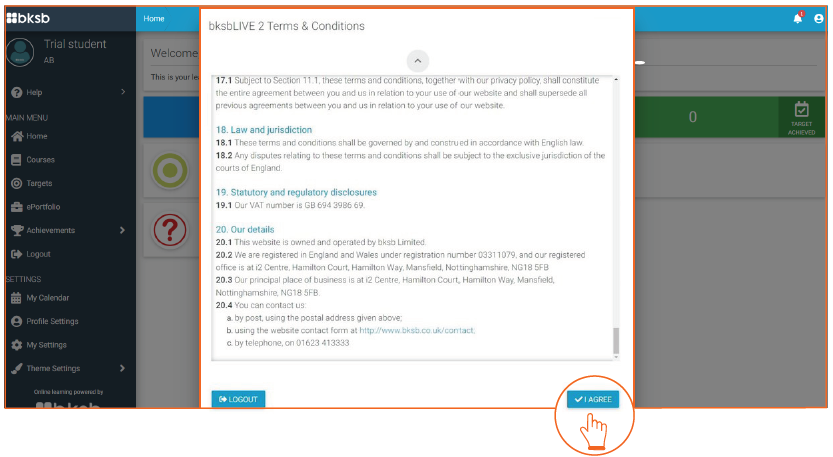 bksb
Home
1
Trial student
AB
Help
MAIN MENU
Home
Courses
Targets
ePortfolio
Achievements
Logout
SETTINGS
My Calendar
Profile Settings
My Settings
Theme Settings
Online learning powered by
Welcome
This is your le
0
TARGET
ACHIEVED
bksbLIVE 2 Terms & Conditions
17.1 Subject to Section 11.1, these terms and conditions, together with our privacy policy, shall constitute
the entire agreement between you and us in relation to your use of our website and shall supersede all
previous agreements between you and us in relation to your use of our website.
18. Law and jurisdiction
18.1 These terms and conditions shall be governed by and construed in accordance with English law.
18.2 Any disputes relating to these terms and conditions shall be subject to the exclusive jurisdiction of the
courts of England.
19. Statutory and regulatory disclosures
19.1 Our VAT number is GB 694 3986 69.
20. Our details
20.1 This website is owned and operated by bksb Limited.
20.2 We are registered in England and Wales under registration number 03311079, and our registered
office is at i2 Centre, Hamilton Court, Hamilton Way, Mansfield, Nottinghamshire, NG18 5FB
20.3 Our principal place of business is at i2 Centre, Hamilton Court, Hamilton Way, Mansfield,
Nottinghamshire, NG18 5FB.
20.4 You can contact us:
a. by post, using the postal address given above;
b. using the website contact form at http://www.bksb.co.uk/contact;
c. by telephone, on 01623 413333
LOGOUT
I AGREE